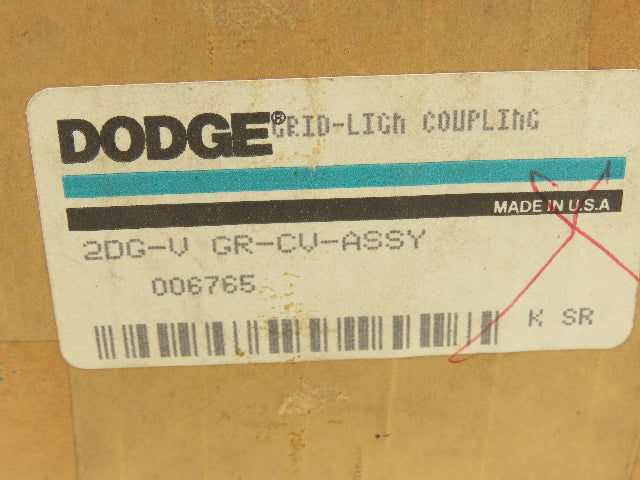 DODGE® GRID-LIGN COUPLING
MADE IN U.S.A
2DG-V GR-CV-ASSY
006765
K SR